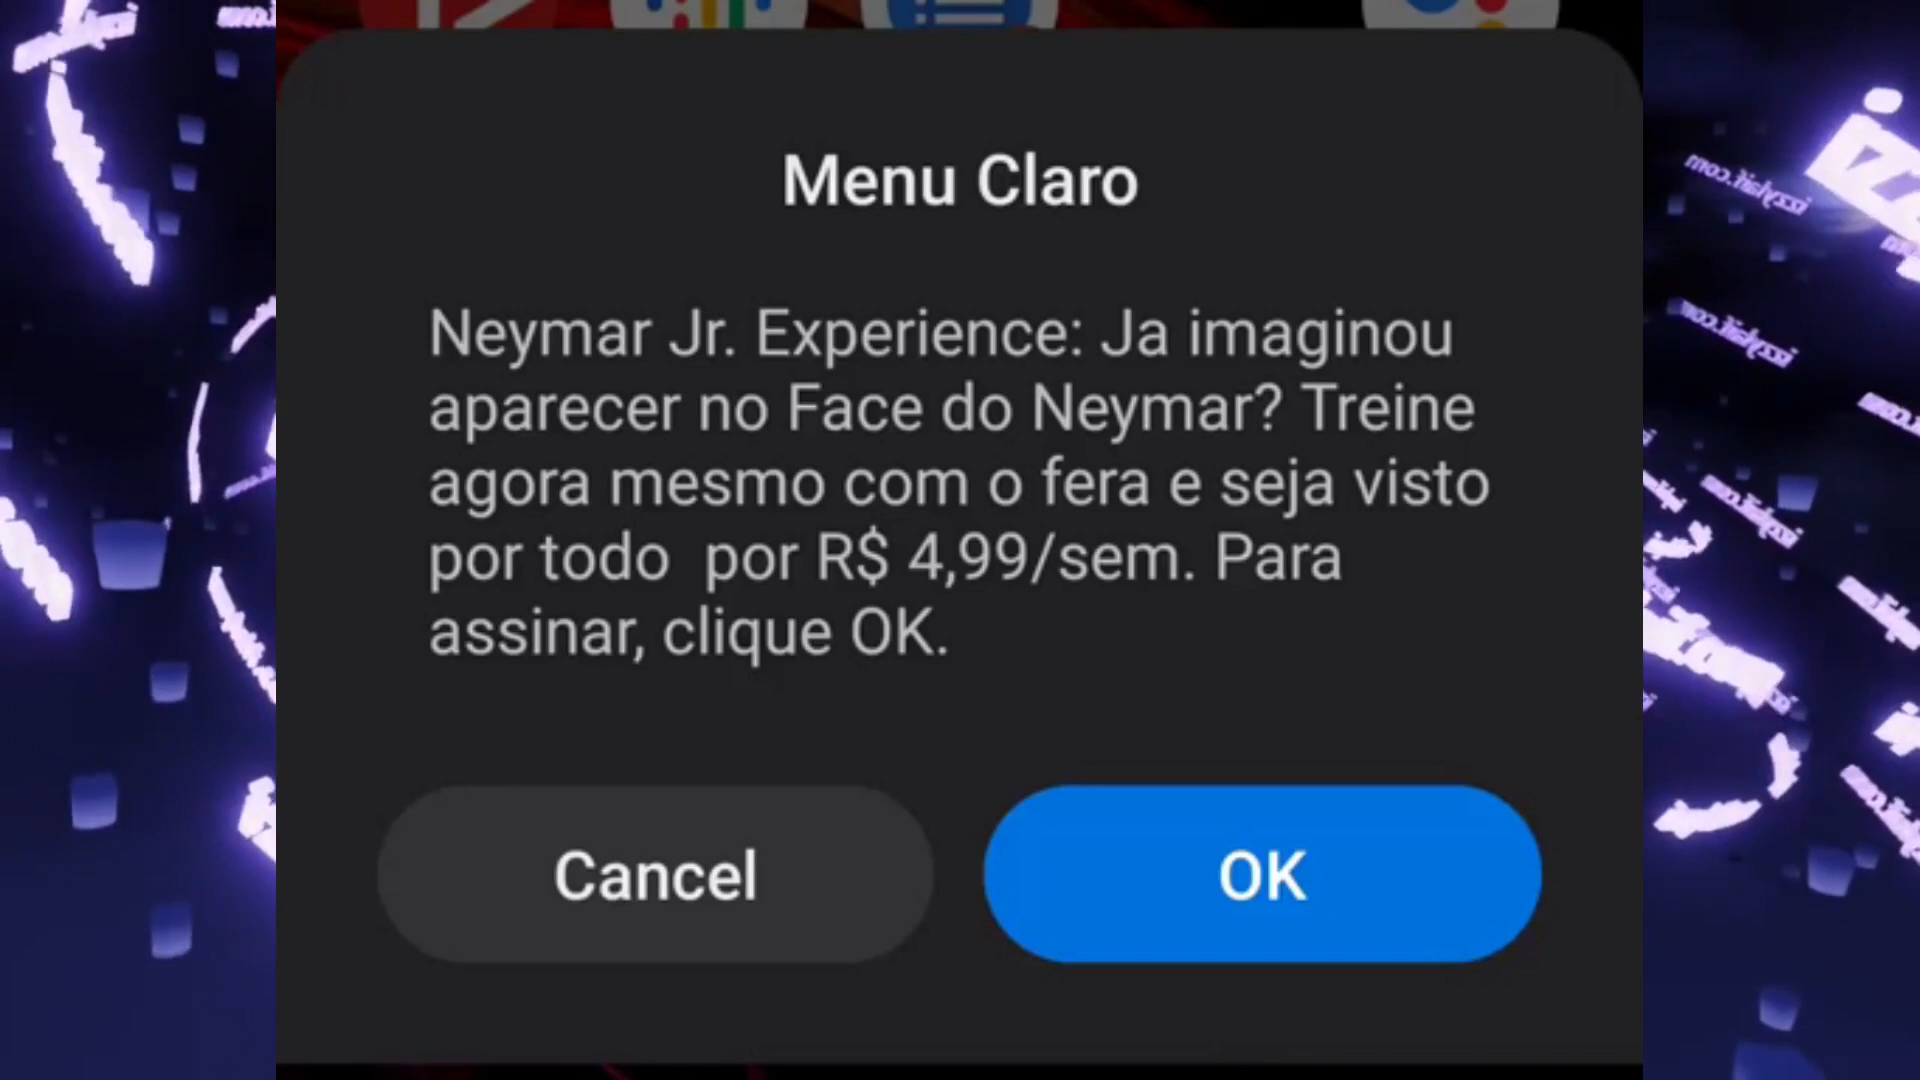 Menu Claro
Neymar Jr. Experience: Ja imaginou
aparecer no Face do Neymar? Treine
agora mesmo com o fera e seja visto
por todo  por R$ 4,99/sem. Para
assinar, clique OK.
Cancel
OK